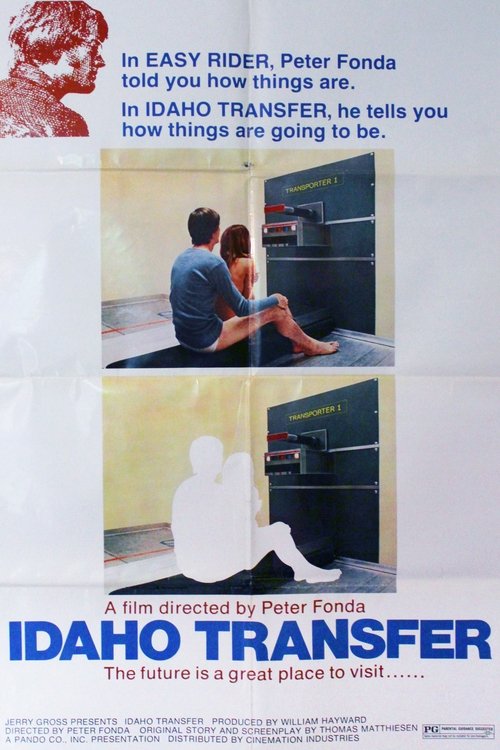 In EASY RIDER, Peter Fonda
told you how things are.
In IDAHO TRANSFER, he tells you
how things are going to be.
TRANSPORTER 1
TRANSPORTER 1
A film directed by Peter Fonda
IDAHO TRANSFER
The future is a great place to visit......
JERRY GROSS PRESENTS IDAHO TRANSFER PRODUCED BY WILLIAM HAYWARD
DIRECTED BY PETER FONDA ORIGINAL STORY AND SCREENPLAY BY THOMAS MATTHIESEN
A PANDO CO., INC. PRESENTATION DISTRIBUTED BY CINEMATION INDUSTRIES
PG PARENTAL GUIDANCE SUGGESTED